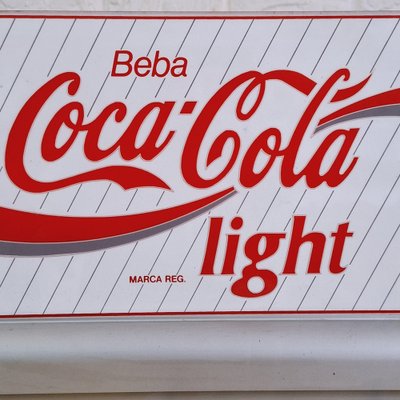 Beba
Coca-Cola
light
MARCA REG.